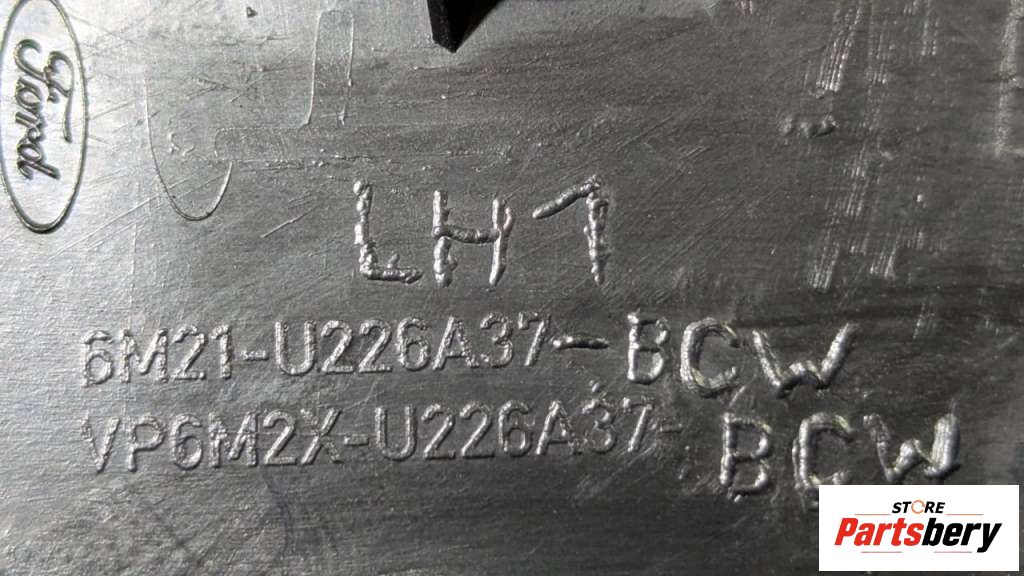 Ford
LH1
6M21-U226A37-BCW
VP6M2X-U226A37-BCW
STORE
Partsbery